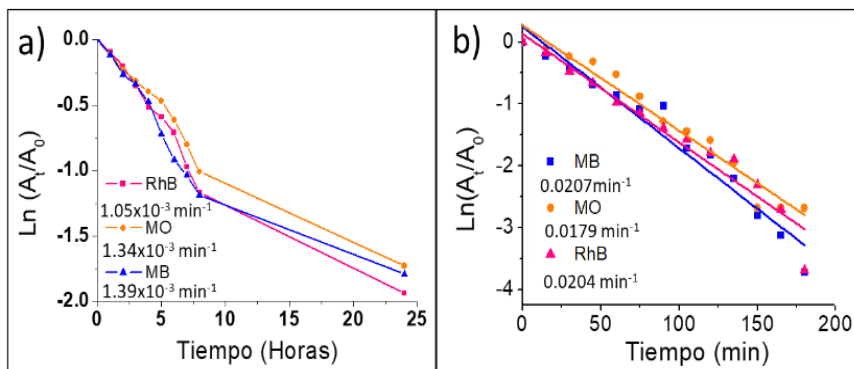 a)
Ln (At/A0)
0.0
-0.5
-1.0
-1.5
-2.0
RhB
1.05x10⁻³ min⁻¹
MO
1.34x10⁻³ min⁻¹
MB
1.39x10⁻³ min⁻¹
0 5 10 15 20 25
Tiempo (Horas)
b)
Ln(At/A0)
0
-1
-2
-3
-4
MB
0.0207min⁻¹
MO
0.0179 min⁻¹
RhB
0.0204 min⁻¹
0 50 100 150 200
Tiempo (min)